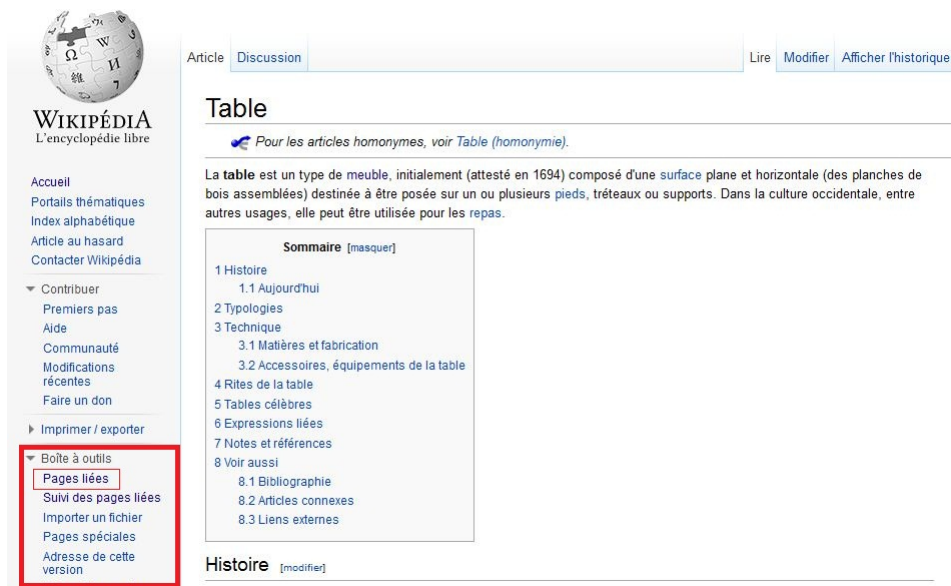 Ω W И
維 7
WIKIPÉDIA
L'encyclopédie libre
Accueil
Portails thématiques
Index alphabétique
Article au hasard
Contacter Wikipédia
Contribuer
Premiers pas
Aide
Communauté
Modifications
récentes
Faire un don
Imprimer / exporter
Boîte à outils
Pages liées
Suivi des pages liées
Importer un fichier
Pages spéciales
Adresse de cette
version
Article Discussion
Lire Modifier Afficher l'historique
Table
Pour les articles homonymes, voir Table (homonymie).
La table est un type de meuble, initialement (attesté en 1694) composé d'une surface plane et horizontale (des planches de
bois assemblées) destinée à être posée sur un ou plusieurs pieds, tréteaux ou supports. Dans la culture occidentale, entre
autres usages, elle peut être utilisée pour les repas.
Sommaire [masquer]
1 Histoire
1.1 Aujourd'hui
2 Typologies
3 Technique
3.1 Matières et fabrication
3.2 Accessoires, équipements de la table
4 Rites de la table
5 Tables célèbres
6 Expressions liées
7 Notes et références
8 Voir aussi
8.1 Bibliographie
8.2 Articles connexes
8.3 Liens externes
Histoire [modifier]